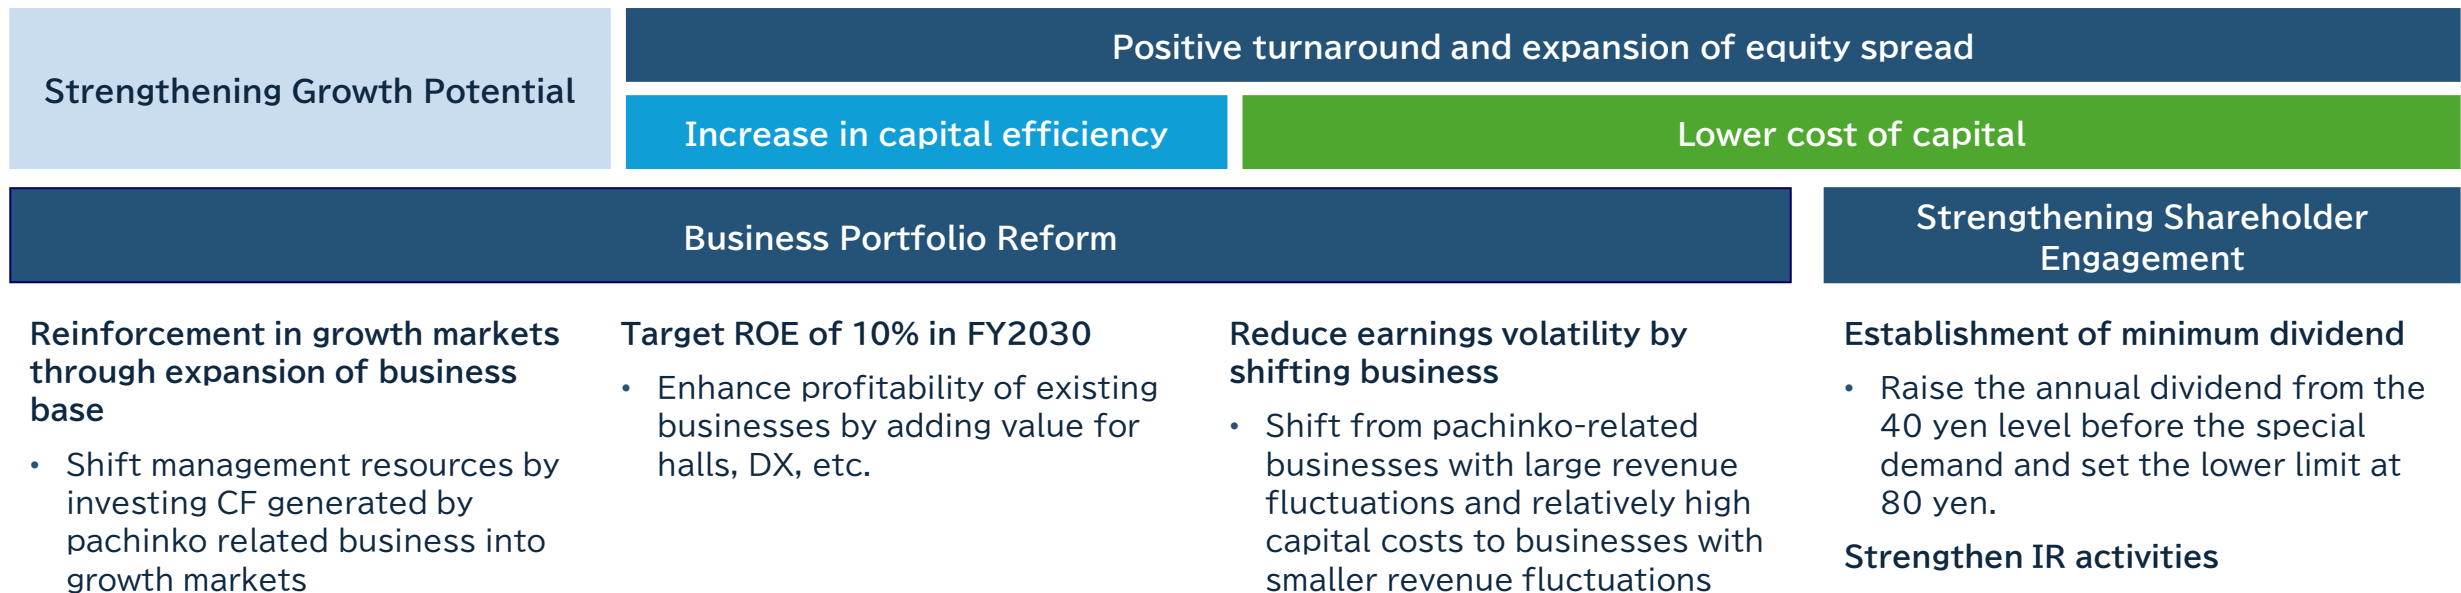 Strengthening Growth Potential
Positive turnaround and expansion of equity spread
Increase in capital efficiency
Lower cost of capital
Business Portfolio Reform
Strengthening Shareholder
Engagement
Reinforcement in growth markets
through expansion of business
base
• Shift management resources by
investing CF generated by
pachinko related business into
growth markets
Target ROE of 10% in FY2030
• Enhance profitability of existing
businesses by adding value for
halls, DX, etc.
Reduce earnings volatility by
shifting business
• Shift from pachinko-related
businesses with large revenue
fluctuations and relatively high
capital costs to businesses with
smaller revenue fluctuations
Establishment of minimum dividend
• Raise the annual dividend from the
40 yen level before the special
demand and set the lower limit at
80 yen.
Strengthen IR activities